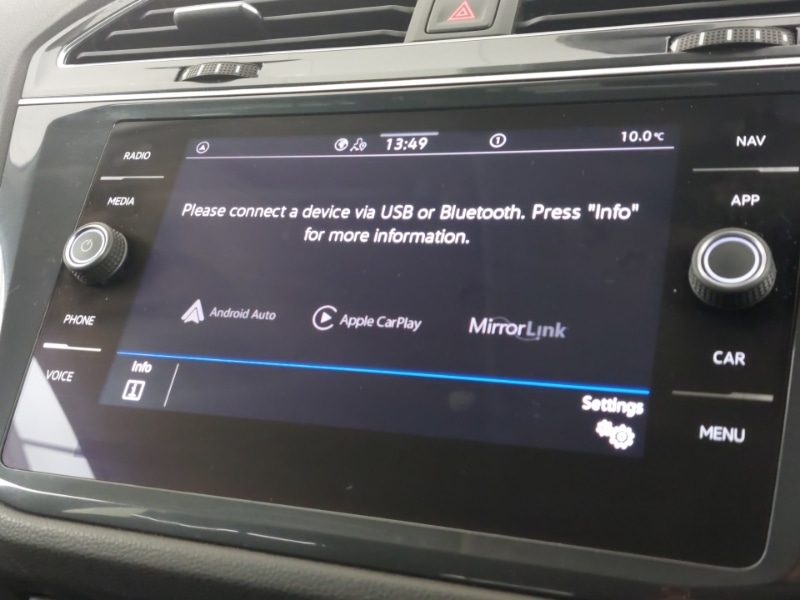 RADIO
MEDIA
PHONE
VOICE
13:49
1
10.0°C
Please connect a device via USB or Bluetooth. Press "Info"
for more information.
Android Auto
Apple CarPlay
MirrorLink
Info
Settings
NAV
APP
CAR
MENU